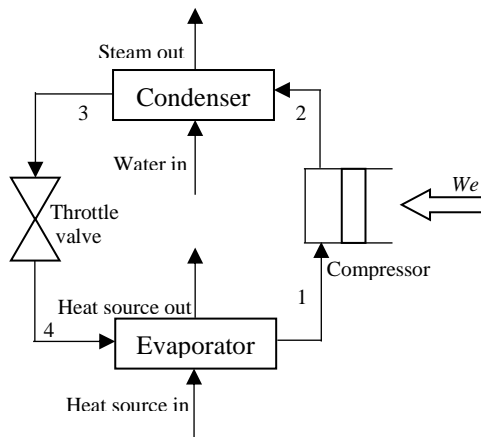 Steam out
Condenser
3
2
Water in
We
Throttle
valve
Compressor
Heat source out
1
4
Evaporator
Heat source in